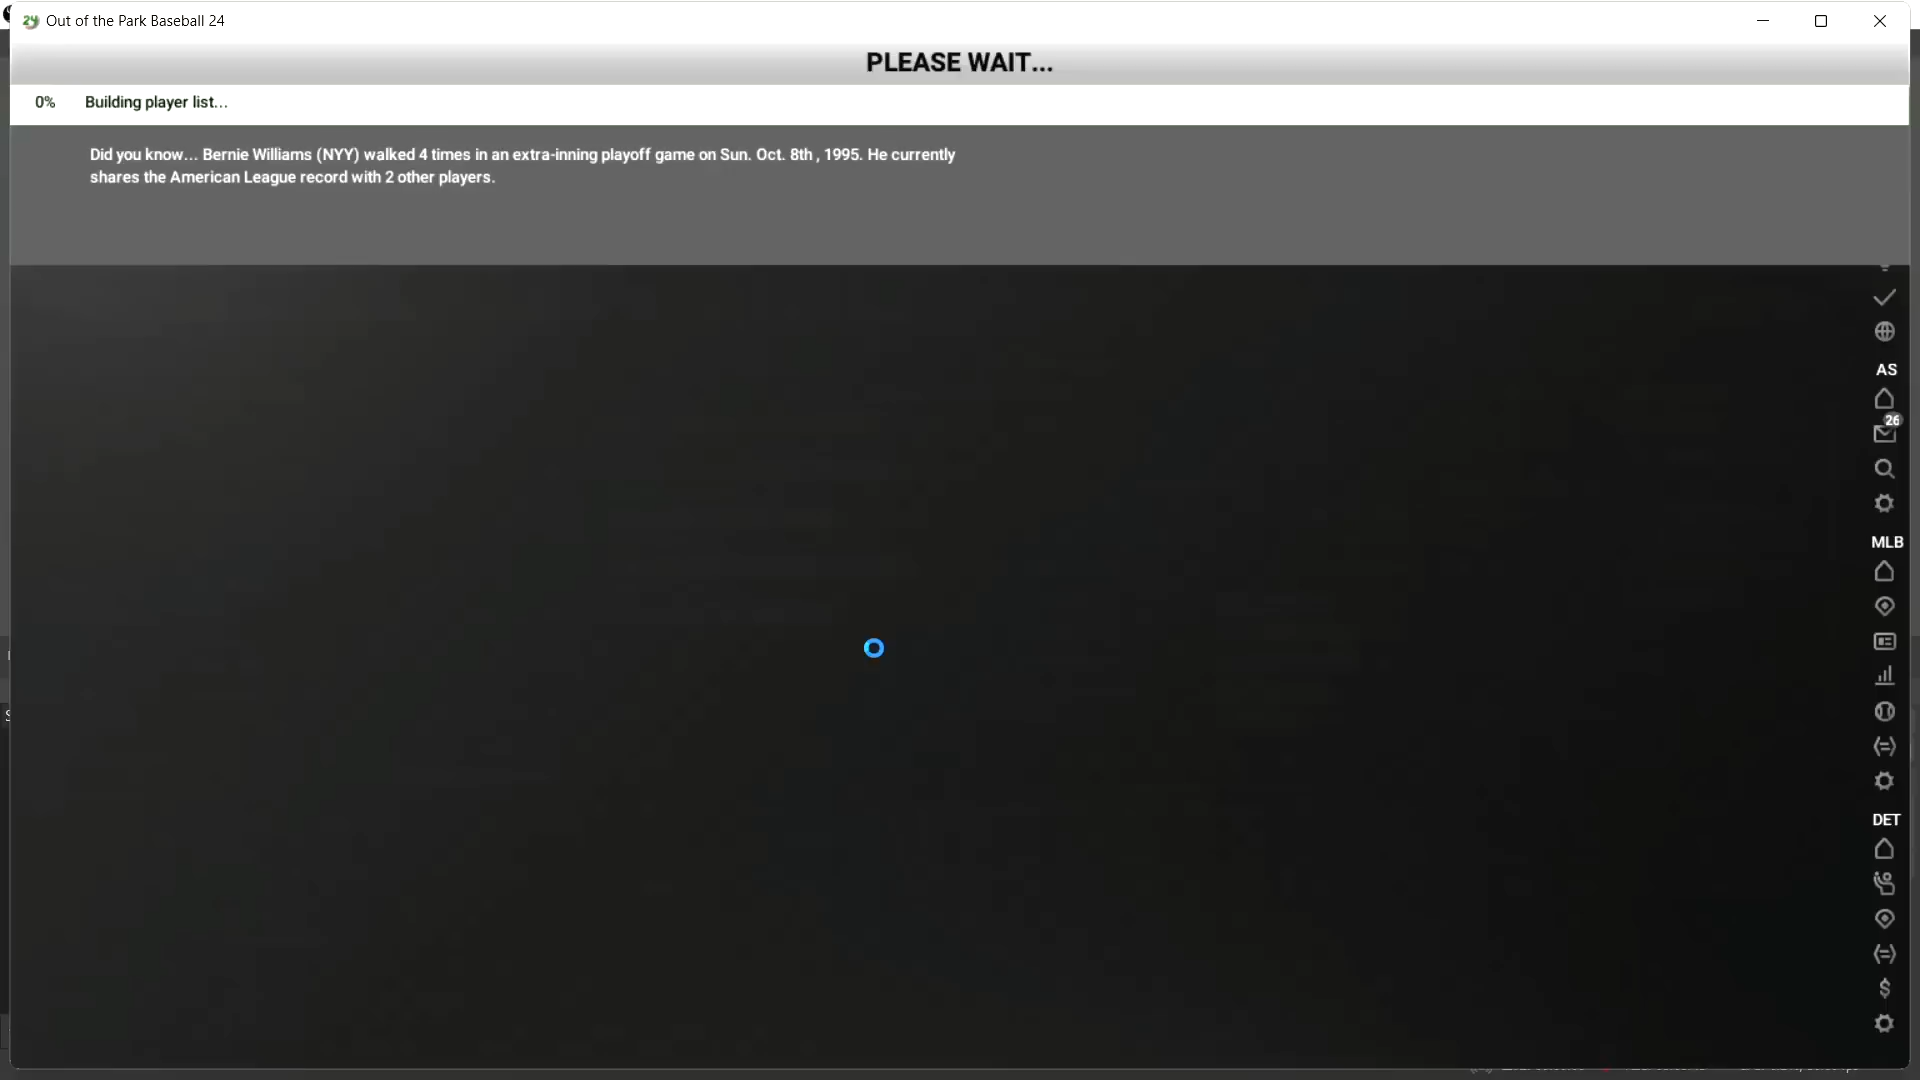 24 Out of the Park Baseball 24
PLEASE WAIT...
0% Building player list...
Did you know... Bernie Williams (NYY) walked 4 times in an extra-inning playoff game on Sun. Oct. 8th , 1995. He currently
shares the American League record with 2 other players.
AS
26
MLB
DET
$